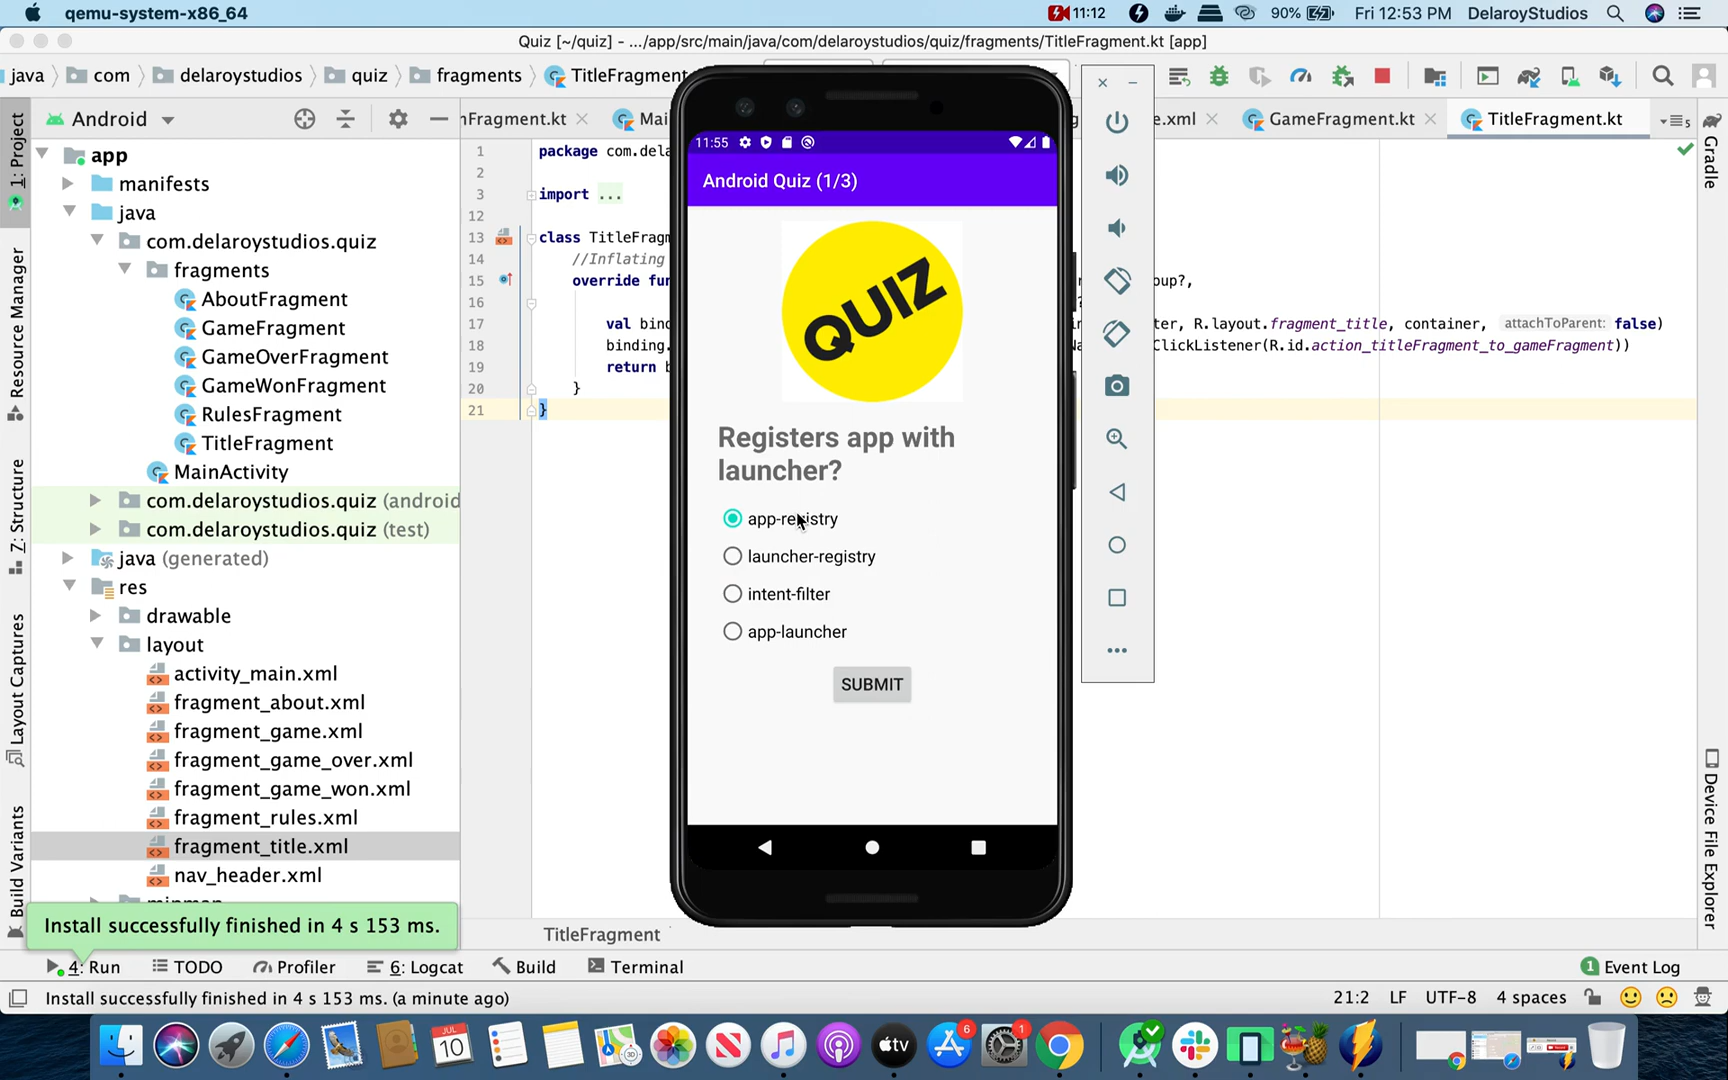 qemu-system-x86_64
11:12
90%
Fri 12:53 PM
DelaroyStudios
Quiz [~/quiz] - .../app/src/main/java/com/delaroystudios/quiz/fragments/TitleFragment.kt [app]
java
com
delaroystudios
quiz
fragments
TitleFragment
Android
nFragment.kt
Mai
e.xml
GameFragment.kt
TitleFragment.kt
5
1: Project
Resource Manager
Z: Structure
Layout Captures
Build Variants
Gradle
Device File Explorer
app
manifests
java
com.delaroystudios.quiz
fragments
AboutFragment
GameFragment
GameOverFragment
GameWonFragment
RulesFragment
TitleFragment
MainActivity
com.delaroystudios.quiz (android
com.delaroystudios.quiz (test)
java (generated)
res
drawable
layout
activity_main.xml
fragment_about.xml
fragment_game.xml
fragment_game_over.xml
fragment_game_won.xml
fragment_rules.xml
fragment_title.xml
nav_header.xml
1 package com.dela
2
3 import ...
12
13 class TitleFragm
14 //Inflating
15 override fun
oup?,
16
17 val bind
ter, R.layout.fragment_title, container, attachToParent: false)
18 binding.
ClickListener(R.id.action_titleFragment_to_gameFragment))
19 return b
20 }
21 }
11:55
Android Quiz (1/3)
QUIZ
Registers app with
launcher?
app-registry
launcher-registry
intent-filter
app-launcher
SUBMIT
Install successfully finished in 4 s 153 ms.
TitleFragment
4: Run
TODO
Profiler
6: Logcat
Build
Terminal
1 Event Log
Install successfully finished in 4 s 153 ms. (a minute ago)
21:2
LF
UTF-8
4 spaces
JUL
10
tv
6
1